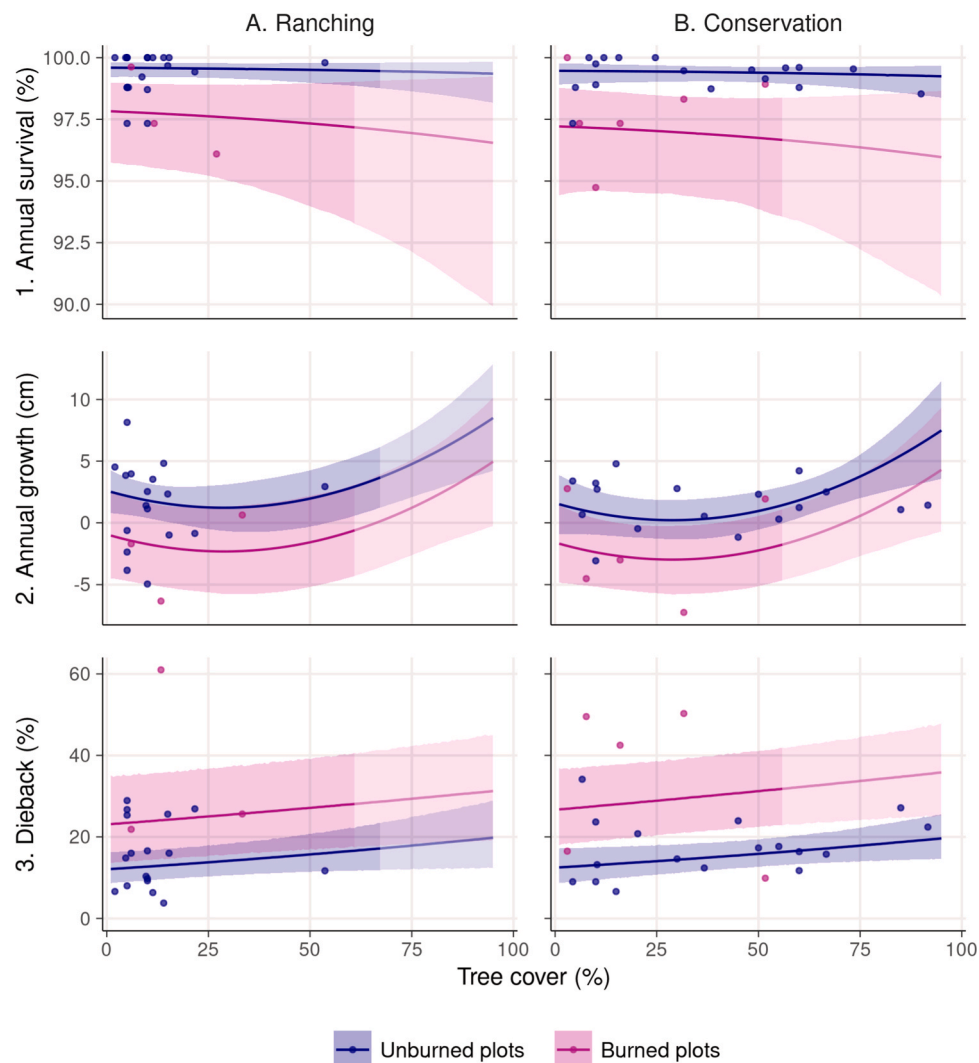 A. Ranching B. Conservation
1. Annual survival (%)
100.0
97.5
95.0
92.5
90.0
2. Annual growth (cm)
10
5
0
-5
3. Dieback (%)
60
40
20
0
0 25 50 75 100 0 25 50 75 100
Tree cover (%)
Unburned plots Burned plots